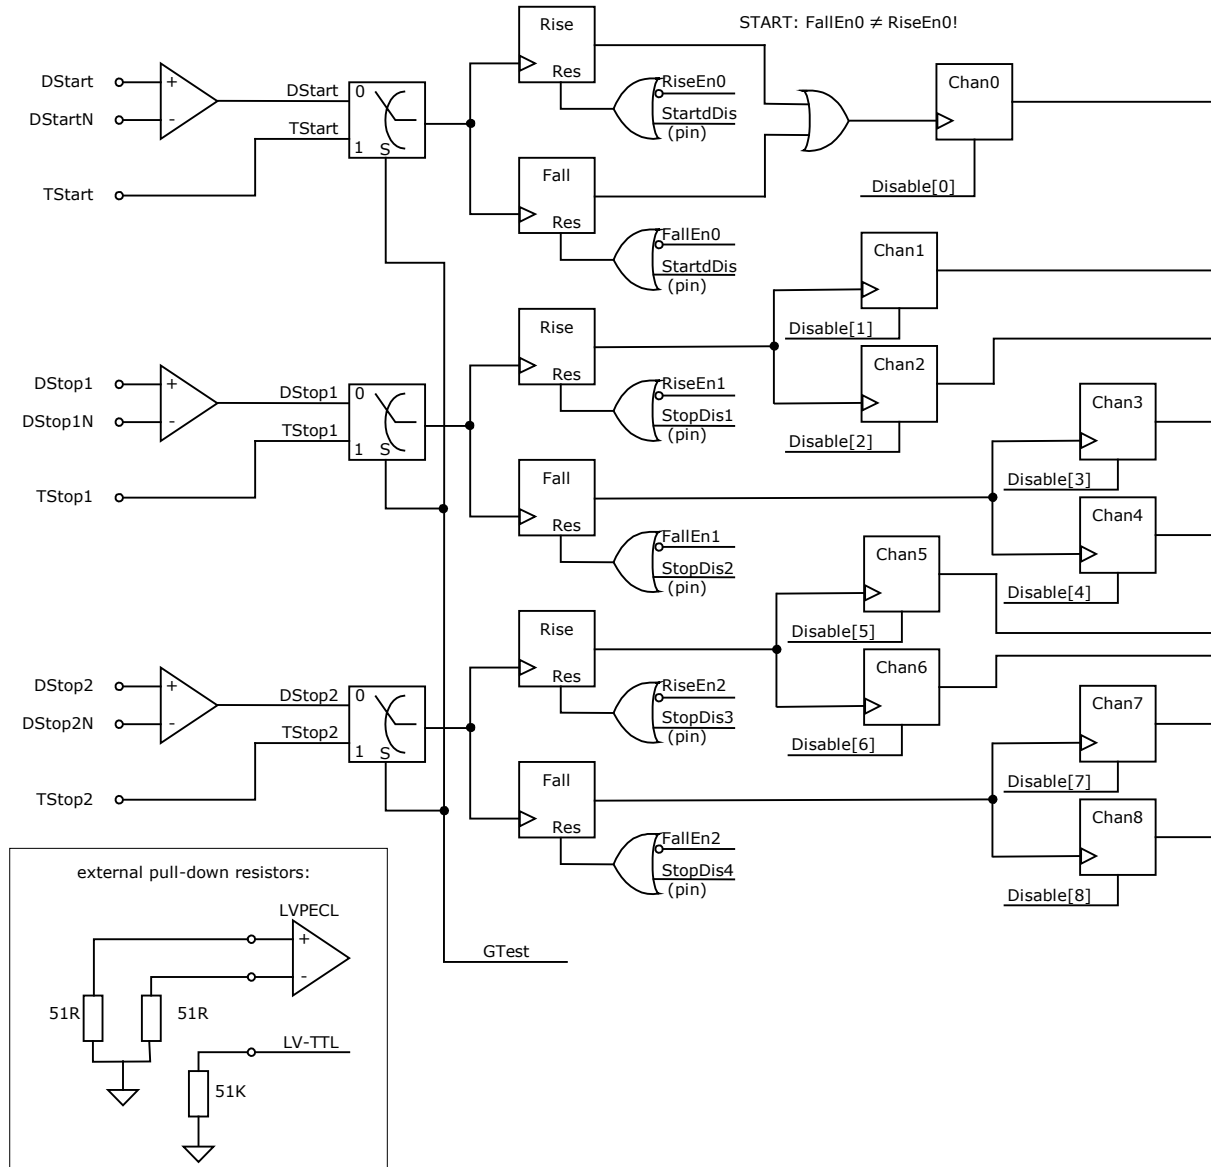 START: FallEn0 ≠ RiseEn0!
Rise
Res
RiseEn0
StartdDis
(pin)
Chan0
Disable[0]
DStart
+
DStartN
-
DStart
0
TStart
1
S
TStart
Fall
Res
FallEn0
StartdDis
(pin)
Chan1
Disable[1]
Rise
Res
RiseEn1
StopDis1
(pin)
Chan2
Disable[2]
DStop1
+
DStop1N
-
DStop1
0
TStop1
1
S
TStop1
Chan3
Disable[3]
Fall
Res
FallEn1
StopDis2
(pin)
Chan4
Disable[4]
Chan5
Disable[5]
Rise
Res
RiseEn2
StopDis3
(pin)
Chan6
Disable[6]
DStop2
+
DStop2N
-
DStop2
0
TStop2
1
S
TStop2
Chan7
Disable[7]
Fall
Res
FallEn2
StopDis4
(pin)
Chan8
Disable[8]
GTest
external pull-down resistors:
LVPECL
+
-
51R
51R
LV-TTL
51K